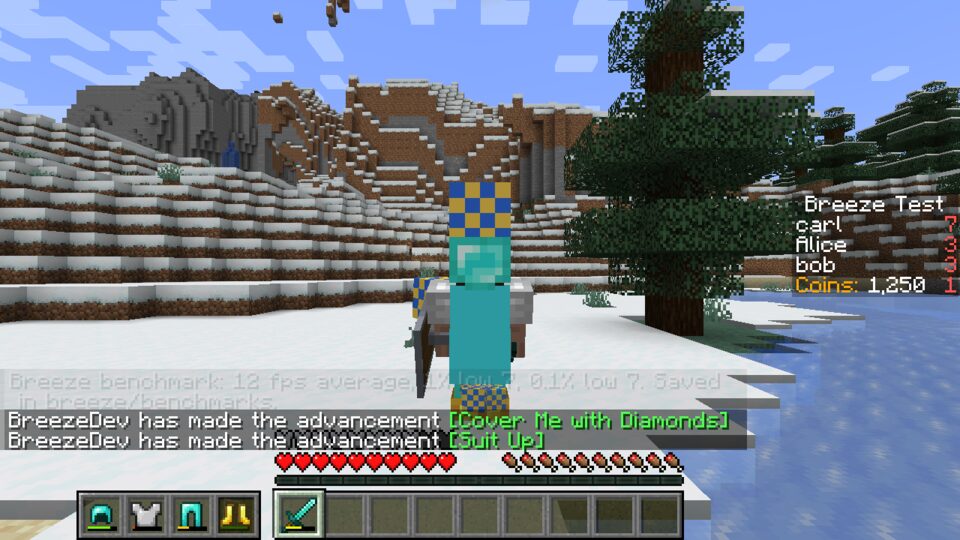 Breeze Test
carl 7
Alice 3
bob 3
Coins: 1,250 1
Breeze benchmark: 12 fps average, 1% low 7, 0.1% low 7. Saved
in breeze/benchmarks.
BreezeDev has made the advancement [Cover Me with Diamonds]
BreezeDev has made the advancement [Suit Up]